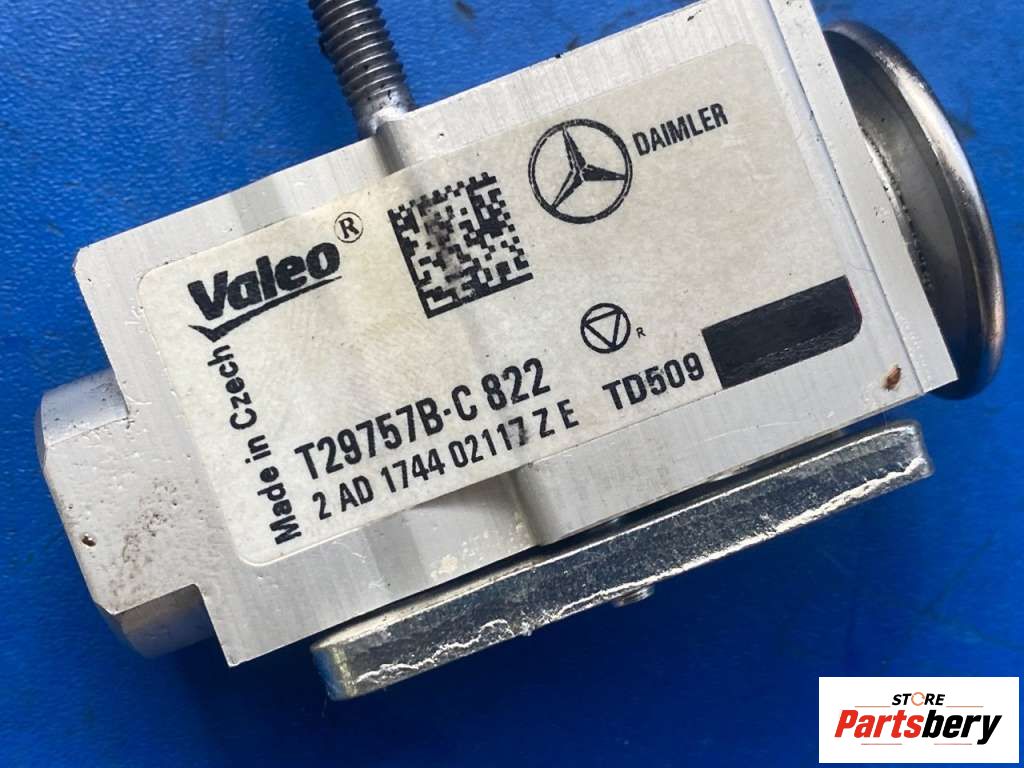 Valeo®
DAIMLER
Made in Czech
R
T29757B-C 822
TD509
2 AD 1744 02117 Z E
STORE
Partsbery